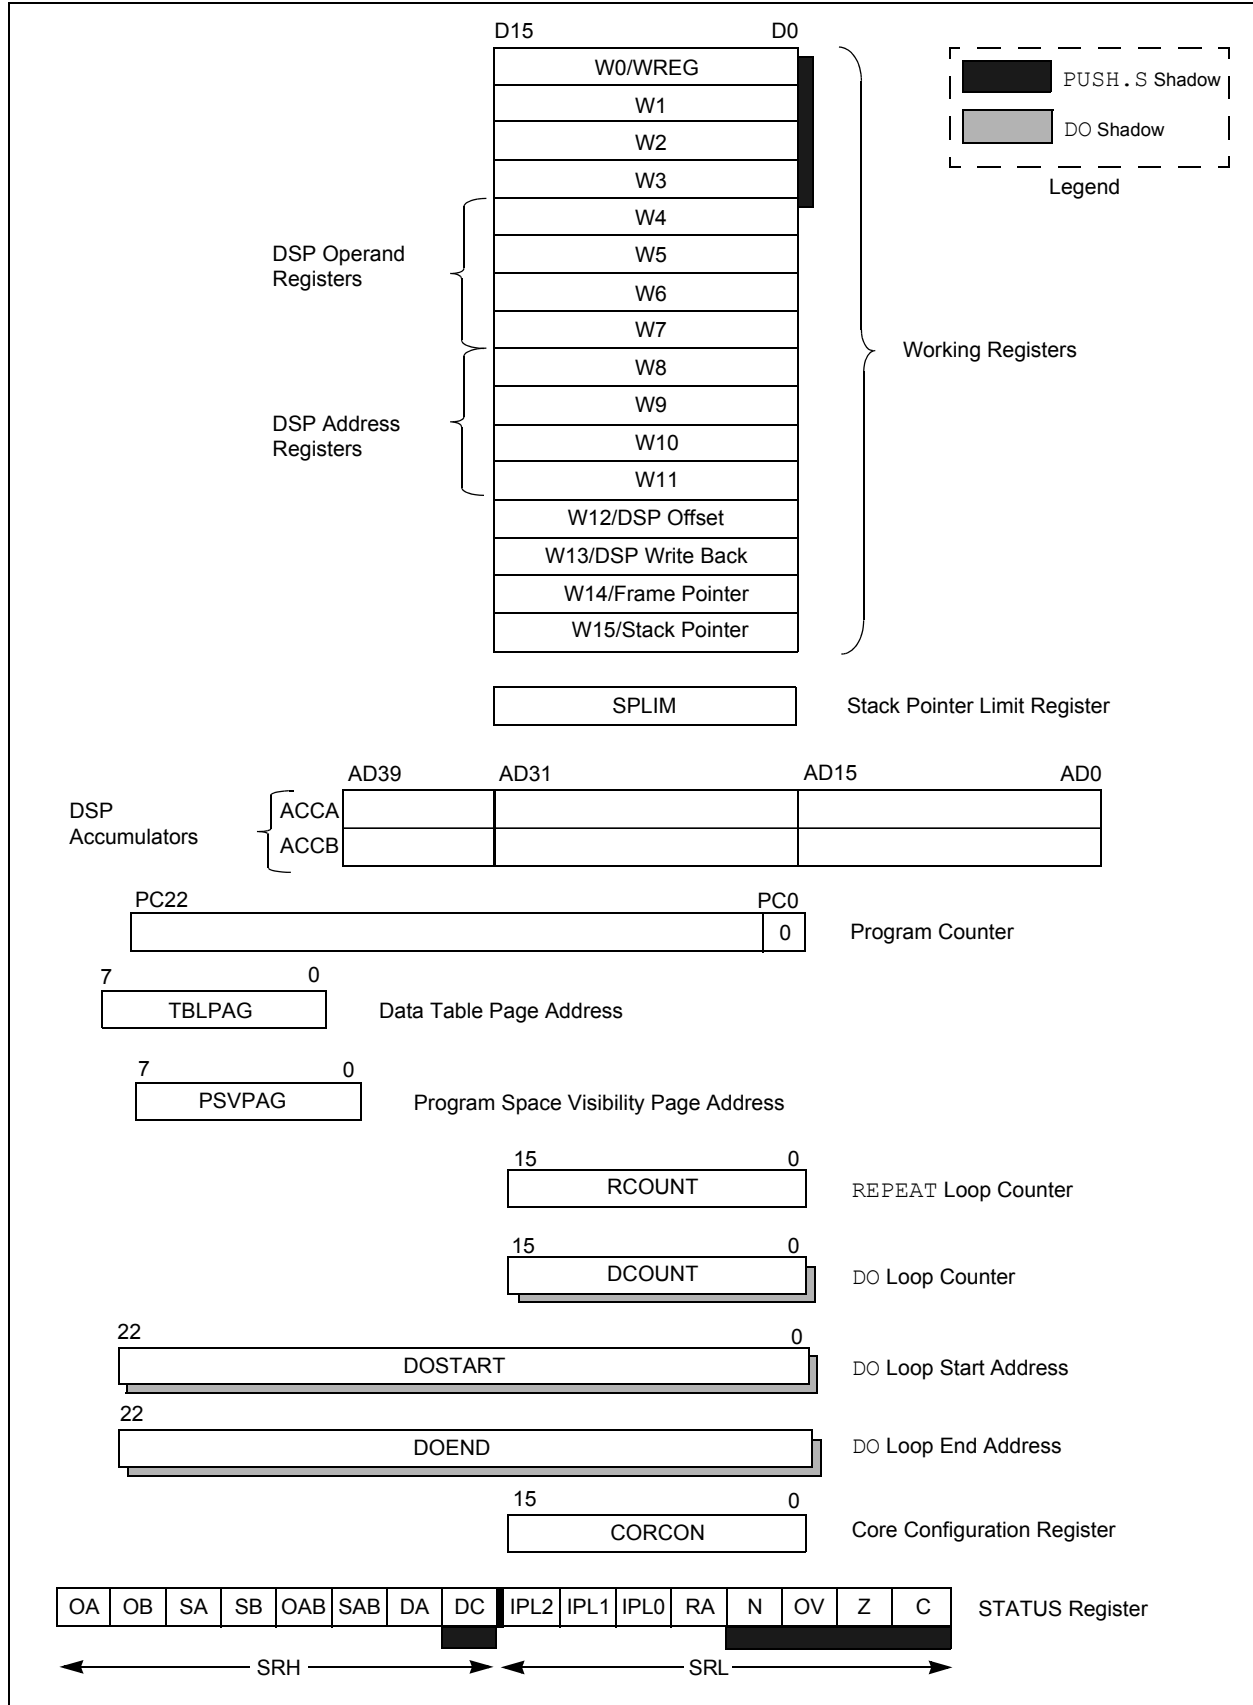 D15 D0
W0/WREG
PUSH.S Shadow
W1
DO Shadow
W2
W3
Legend
W4
DSP Operand
Registers
W5
W6
W7
Working Registers
W8
W9
DSP Address
Registers
W10
W11
W12/DSP Offset
W13/DSP Write Back
W14/Frame Pointer
W15/Stack Pointer
SPLIM Stack Pointer Limit Register
AD39 AD31 AD15 AD0
DSP
Accumulators
ACCA
ACCB
PC22 PC0
0 Program Counter
7 0
TBLPAG Data Table Page Address
7 0
PSVPAG Program Space Visibility Page Address
15 0
RCOUNT REPEAT Loop Counter
15 0
DCOUNT DO Loop Counter
22 0
DOSTART DO Loop Start Address
22
DOEND DO Loop End Address
15 0
CORCON Core Configuration Register
OA OB SA SB OAB SAB DA DC IPL2 IPL1 IPL0 RA N OV Z C STATUS Register
SRH SRL